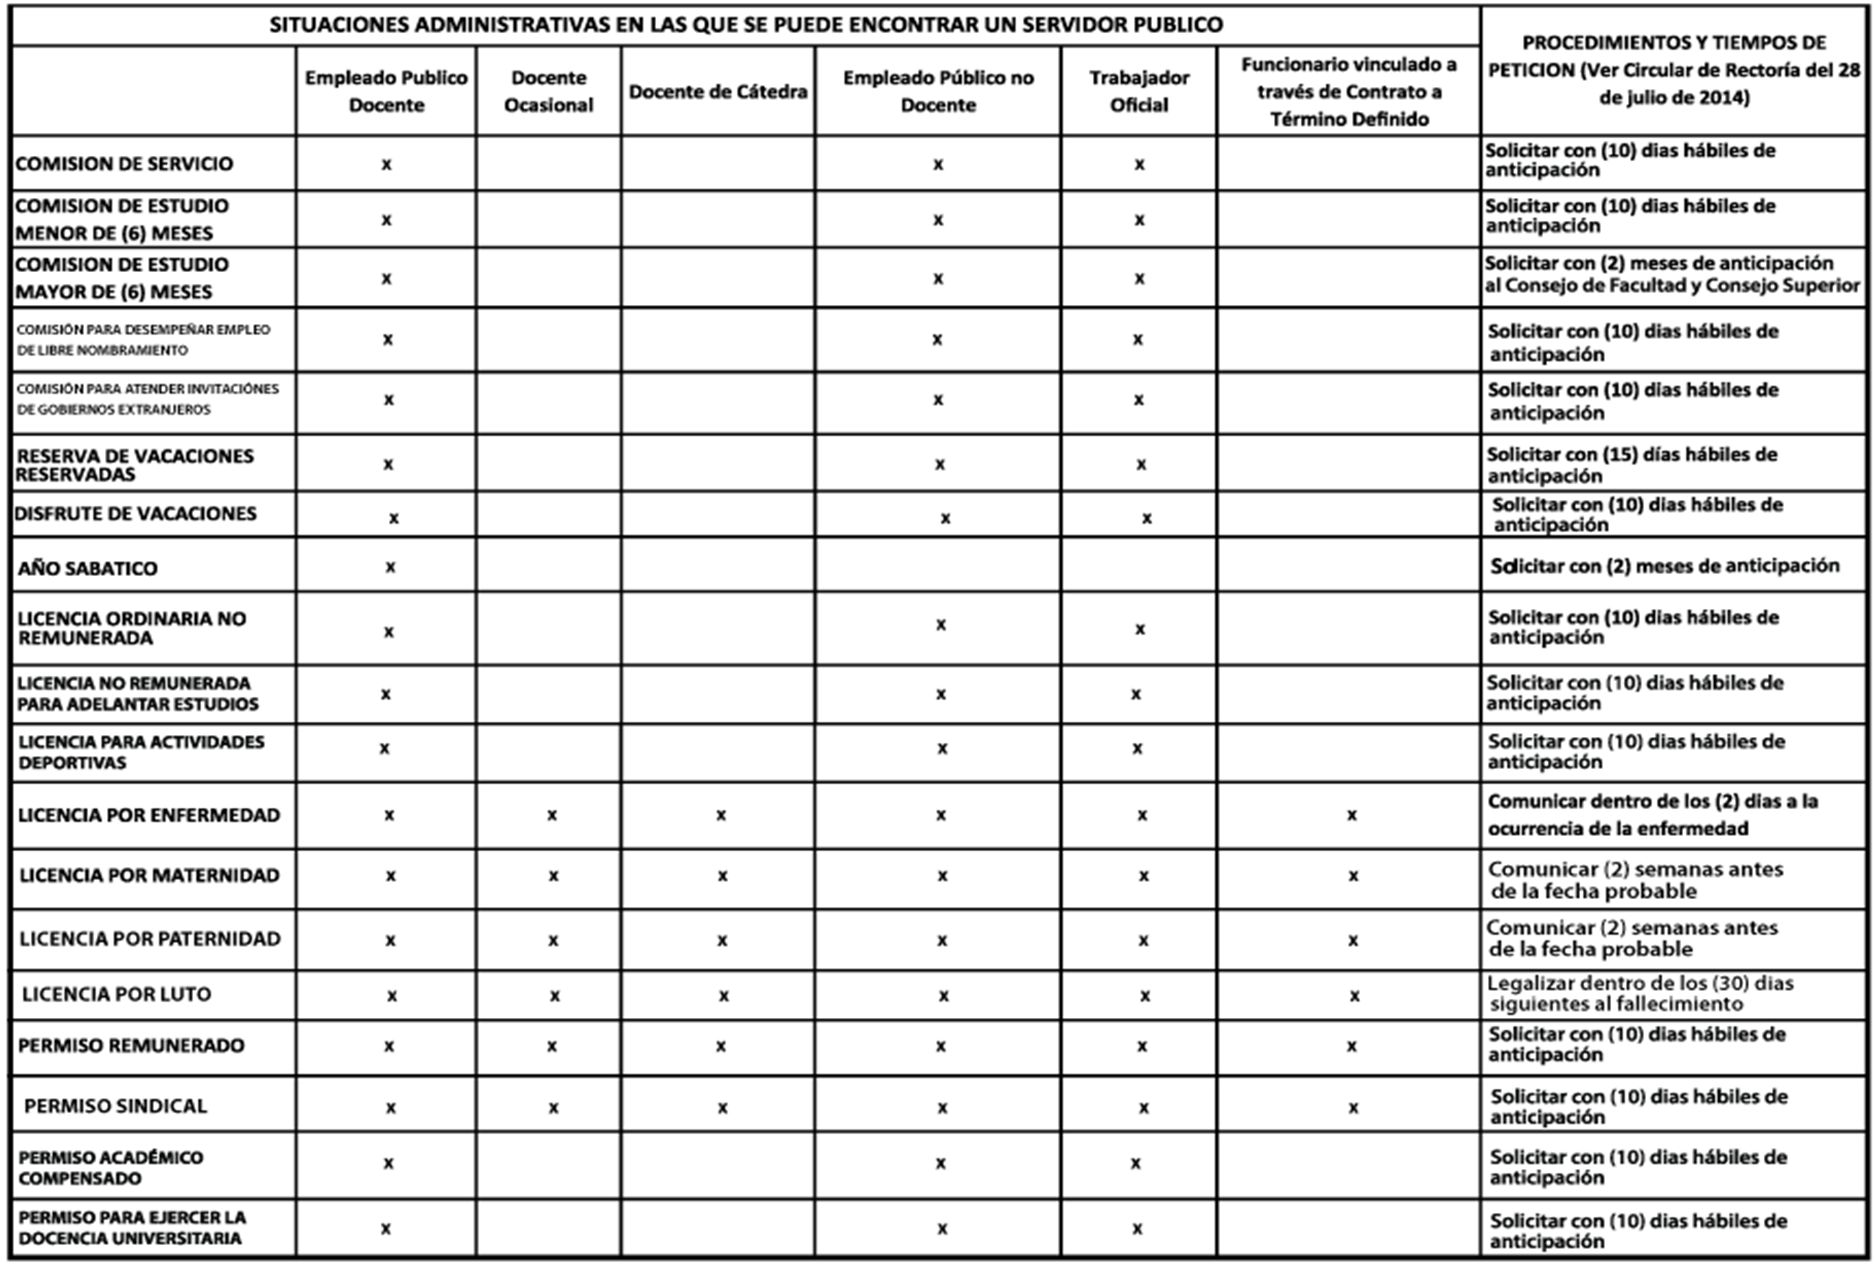 SITUACIONES ADMINISTRATIVAS EN LAS QUE SE PUEDE ENCONTRAR UN SERVIDOR PUBLICO
PROCEDIMIENTOS Y TIEMPOS DE
PETICION (Ver Circular de Rectoría del 28
de julio de 2014)
Empleado Publico
Docente
Docente
Ocasional
Docente de Cátedra
Empleado Público no
Docente
Trabajador
Oficial
Funcionario vinculado a
través de Contrato a
Término Definido
COMISION DE SERVICIO
x x x
Solicitar con (10) dias hábiles de
anticipación
COMISION DE ESTUDIO
MENOR DE (6) MESES
x x x
Solicitar con (10) dias hábiles de
anticipación
COMISION DE ESTUDIO
MAYOR DE (6) MESES
x x x
Solicitar con (2) meses de anticipación
al Consejo de Facultad y Consejo Superior
COMISIÓN PARA DESEMPEÑAR EMPLEO
DE LIBRE NOMBRAMIENTO
x x x
Solicitar con (10) dias hábiles de
anticipación
COMISIÓN PARA ATENDER INVITACIÓNES
DE GOBIERNOS EXTRANJEROS
x x x
Solicitar con (10) dias hábiles de
anticipación
RESERVA DE VACACIONES
RESERVADAS
x x x
Solicitar con (15) días hábiles de
anticipación
DISFRUTE DE VACACIONES
x x x
Solicitar con (10) dias hábiles de
anticipación
AÑO SABATICO
x
Solicitar con (2) meses de anticipación
LICENCIA ORDINARIA NO
REMUNERADA
x x x
Solicitar con (10) dias hábiles de
anticipación
LICENCIA NO REMUNERADA
PARA ADELANTAR ESTUDIOS
x x x
Solicitar con (10) dias hábiles de
anticipación
LICENCIA PARA ACTIVIDADES
DEPORTIVAS
x x x
Solicitar con (10) dias hábiles de
anticipación
LICENCIA POR ENFERMEDAD
x x x x x x
Comunicar dentro de los (2) dias a la
ocurrencia de la enfermedad
LICENCIA POR MATERNIDAD
x x x x x x
Comunicar (2) semanas antes
de la fecha probable
LICENCIA POR PATERNIDAD
x x x x x x
Comunicar (2) semanas antes
de la fecha probable
LICENCIA POR LUTO
x x x x x x
Legalizar dentro de los (30) dias
siguientes al fallecimiento
PERMISO REMUNERADO
x x x x x x
Solicitar con (10) dias hábiles de
anticipación
PERMISO SINDICAL
x x x x x x
Solicitar con (10) dias hábiles de
anticipación
PERMISO ACADÉMICO
COMPENSADO
x x x
Solicitar con (10) dias hábiles de
anticipación
PERMISO PARA EJERCER LA
DOCENCIA UNIVERSITARIA
x x x
Solicitar con (10) dias hábiles de
anticipación